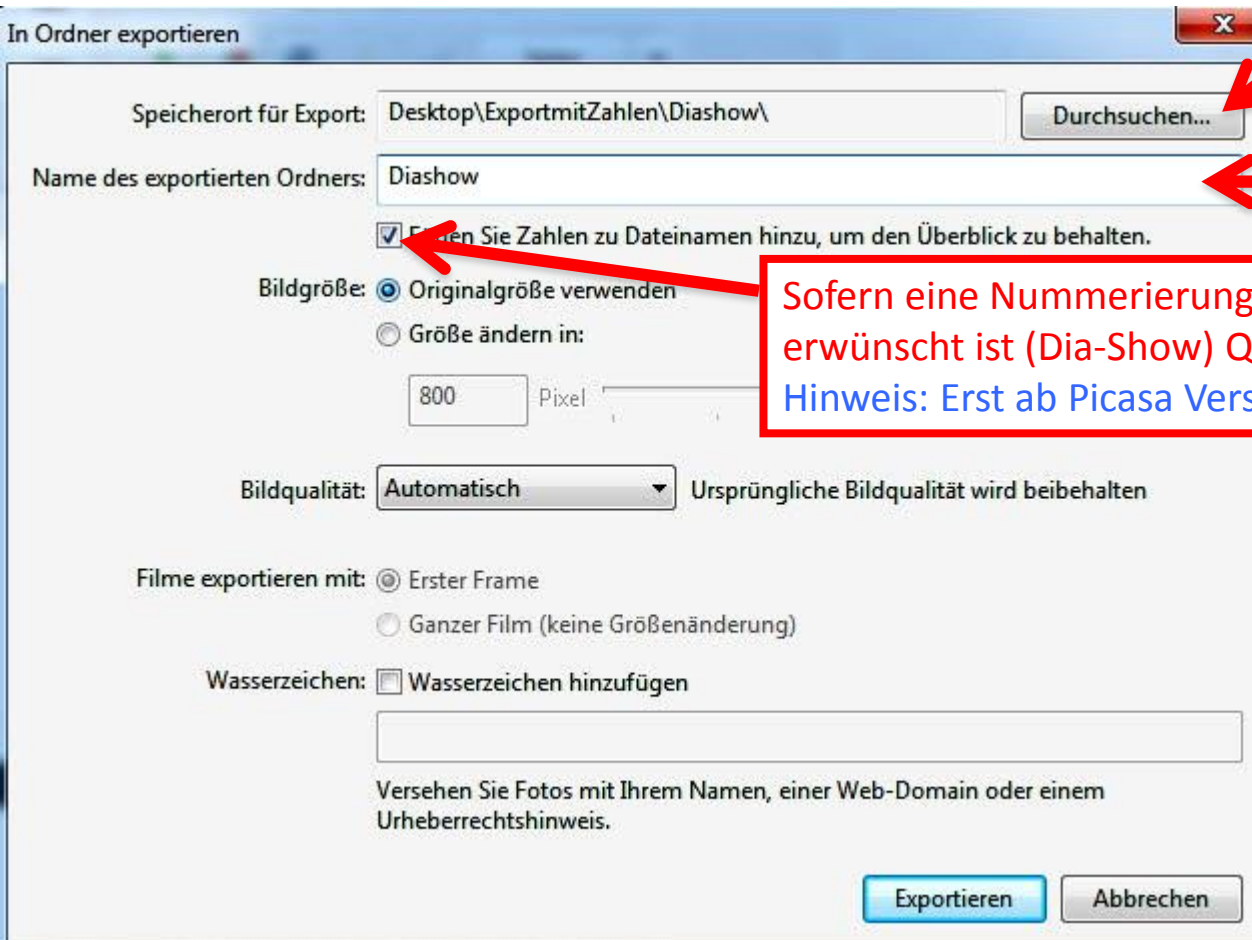 In Ordner exportieren
Speicherort für Export: Desktop\ExportmitZahlen\Diashow\ Durchsuchen...
Name des exportierten Ordners: Diashow
Sie Zahlen zu Dateinamen hinzu, um den Überblick zu behalten.
Bildgröße: Originalgröße verwenden
Größe ändern in:
800 Pixel
Sofern eine Nummerierung
erwünscht ist (Dia-Show) Q
Hinweis: Erst ab Picasa Vers
Bildqualität: Automatisch Ursprüngliche Bildqualität wird beibehalten
Filme exportieren mit: Erster Frame
Ganzer Film (keine Größenänderung)
Wasserzeichen: Wasserzeichen hinzufügen
Versehen Sie Fotos mit Ihrem Namen, einer Web-Domain oder einem
Urheberrechtshinweis.
Exportieren Abbrechen